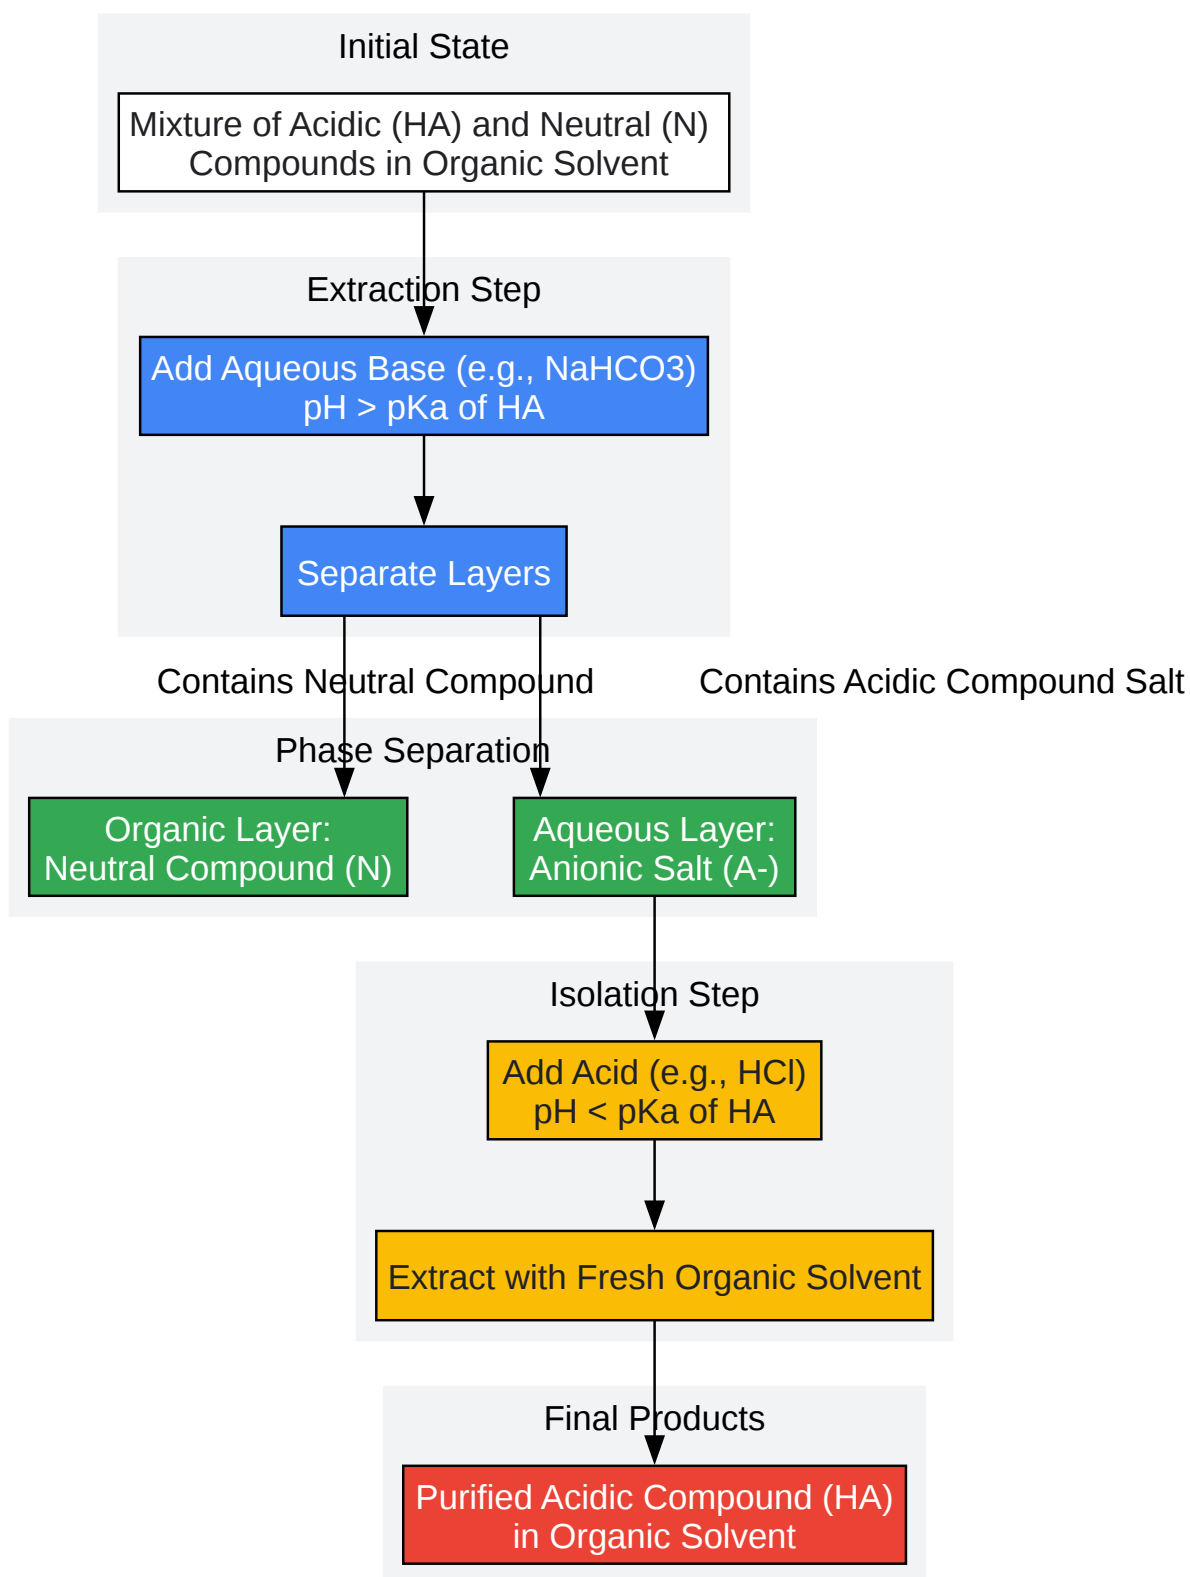 Initial State
Mixture of Acidic (HA) and Neutral (N)
Compounds in Organic Solvent
Extraction Step
Add Aqueous Base (e.g., NaHCO3)
pH > pKa of HA
Separate Layers
Contains Neutral Compound
Contains Acidic Compound Salt
Phase Separation
Organic Layer:
Neutral Compound (N)
Aqueous Layer:
Anionic Salt (A-)
Isolation Step
Add Acid (e.g., HCl)
pH < pKa of HA
Extract with Fresh Organic Solvent
Final Products
Purified Acidic Compound (HA)
in Organic Solvent